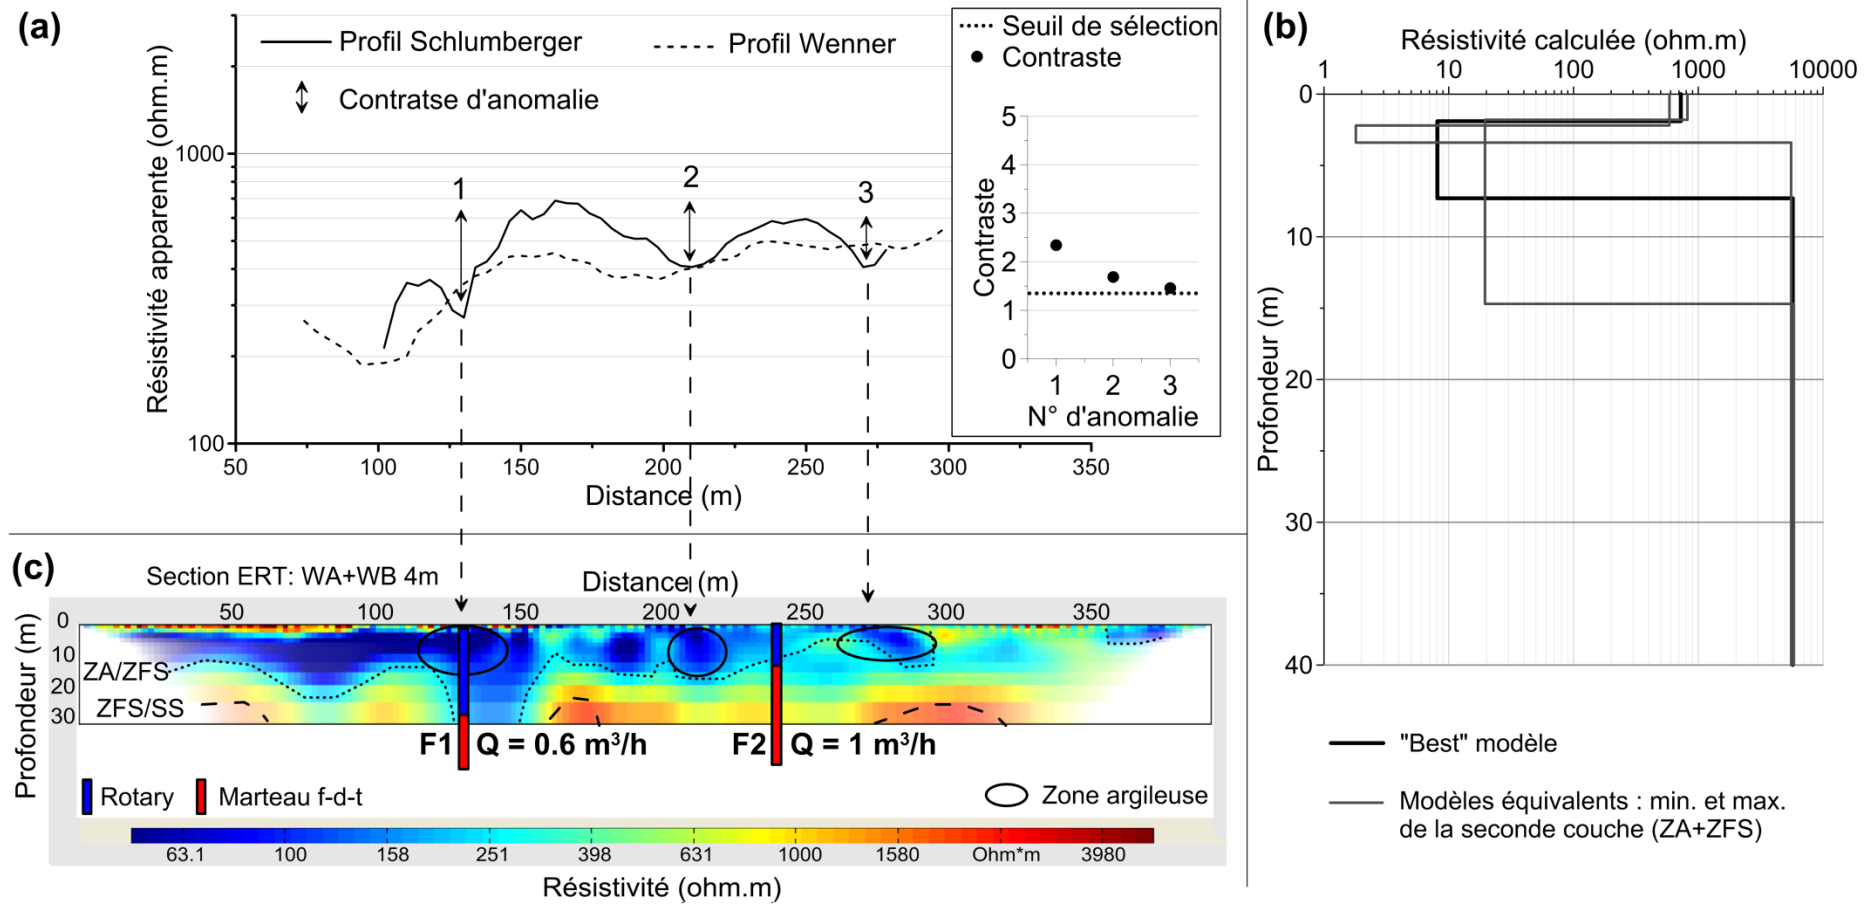 (a)
Profil Schlumberger
Profil Wenner
Contratse d'anomalie
Résistivité apparente (ohm.m)
1000
100
1
2
3
50 100 150 200 250 300 350
Distance (m)
Seuil de sélection
Contraste
Contraste
5
4
3
2
1
0
1 2 3
N° d'anomalie
(b)
Résistivité calculée (ohm.m)
1 10 100 1000 10000
Profondeur (m)
0
10
20
30
40
"Best" modèle
Modèles équivalents : min. et max.
de la seconde couche (ZA+ZFS)
(c)
Section ERT: WA+WB 4m
Distance (m)
50 100 150 200 250 300 350
Profondeur (m)
0
10
20
30
ZA/ZFS
ZFS/SS
F1 Q = 0.6 m³/h
F2 Q = 1 m³/h
Rotary
Marteau f-d-t
Zone argileuse
63.1 100 158 251 398 631 1000 1580 Ohm*m 3980
Résistivité (ohm.m)